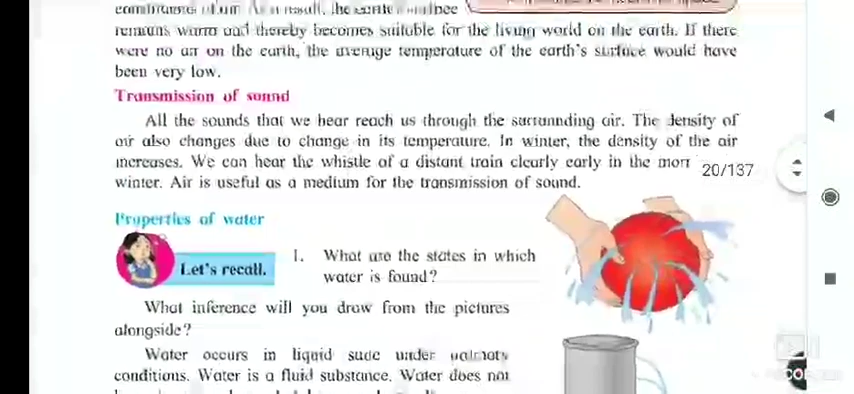 remains warm and thereby becomes suitable for the living world on the earth. If there
were no air on the earth, the average temperature of the earth's surface would have
been very low.
Transmission of sound
All the sounds that we hear reach us through the surrounding air. The density of
air also changes due to change in its temperature. In winter, the density of the air
increases. We can hear the whistle of a distant train clearly early in the
20/137
winter. Air is useful as a medium for the transmission of sound.
Properties of water
Let's recall.
1. What are the states in which
water is found?
What inference will you draw from the pictures
alongside?
Water occurs in liquid under
conditions. Water is a fluid substance. Water does not